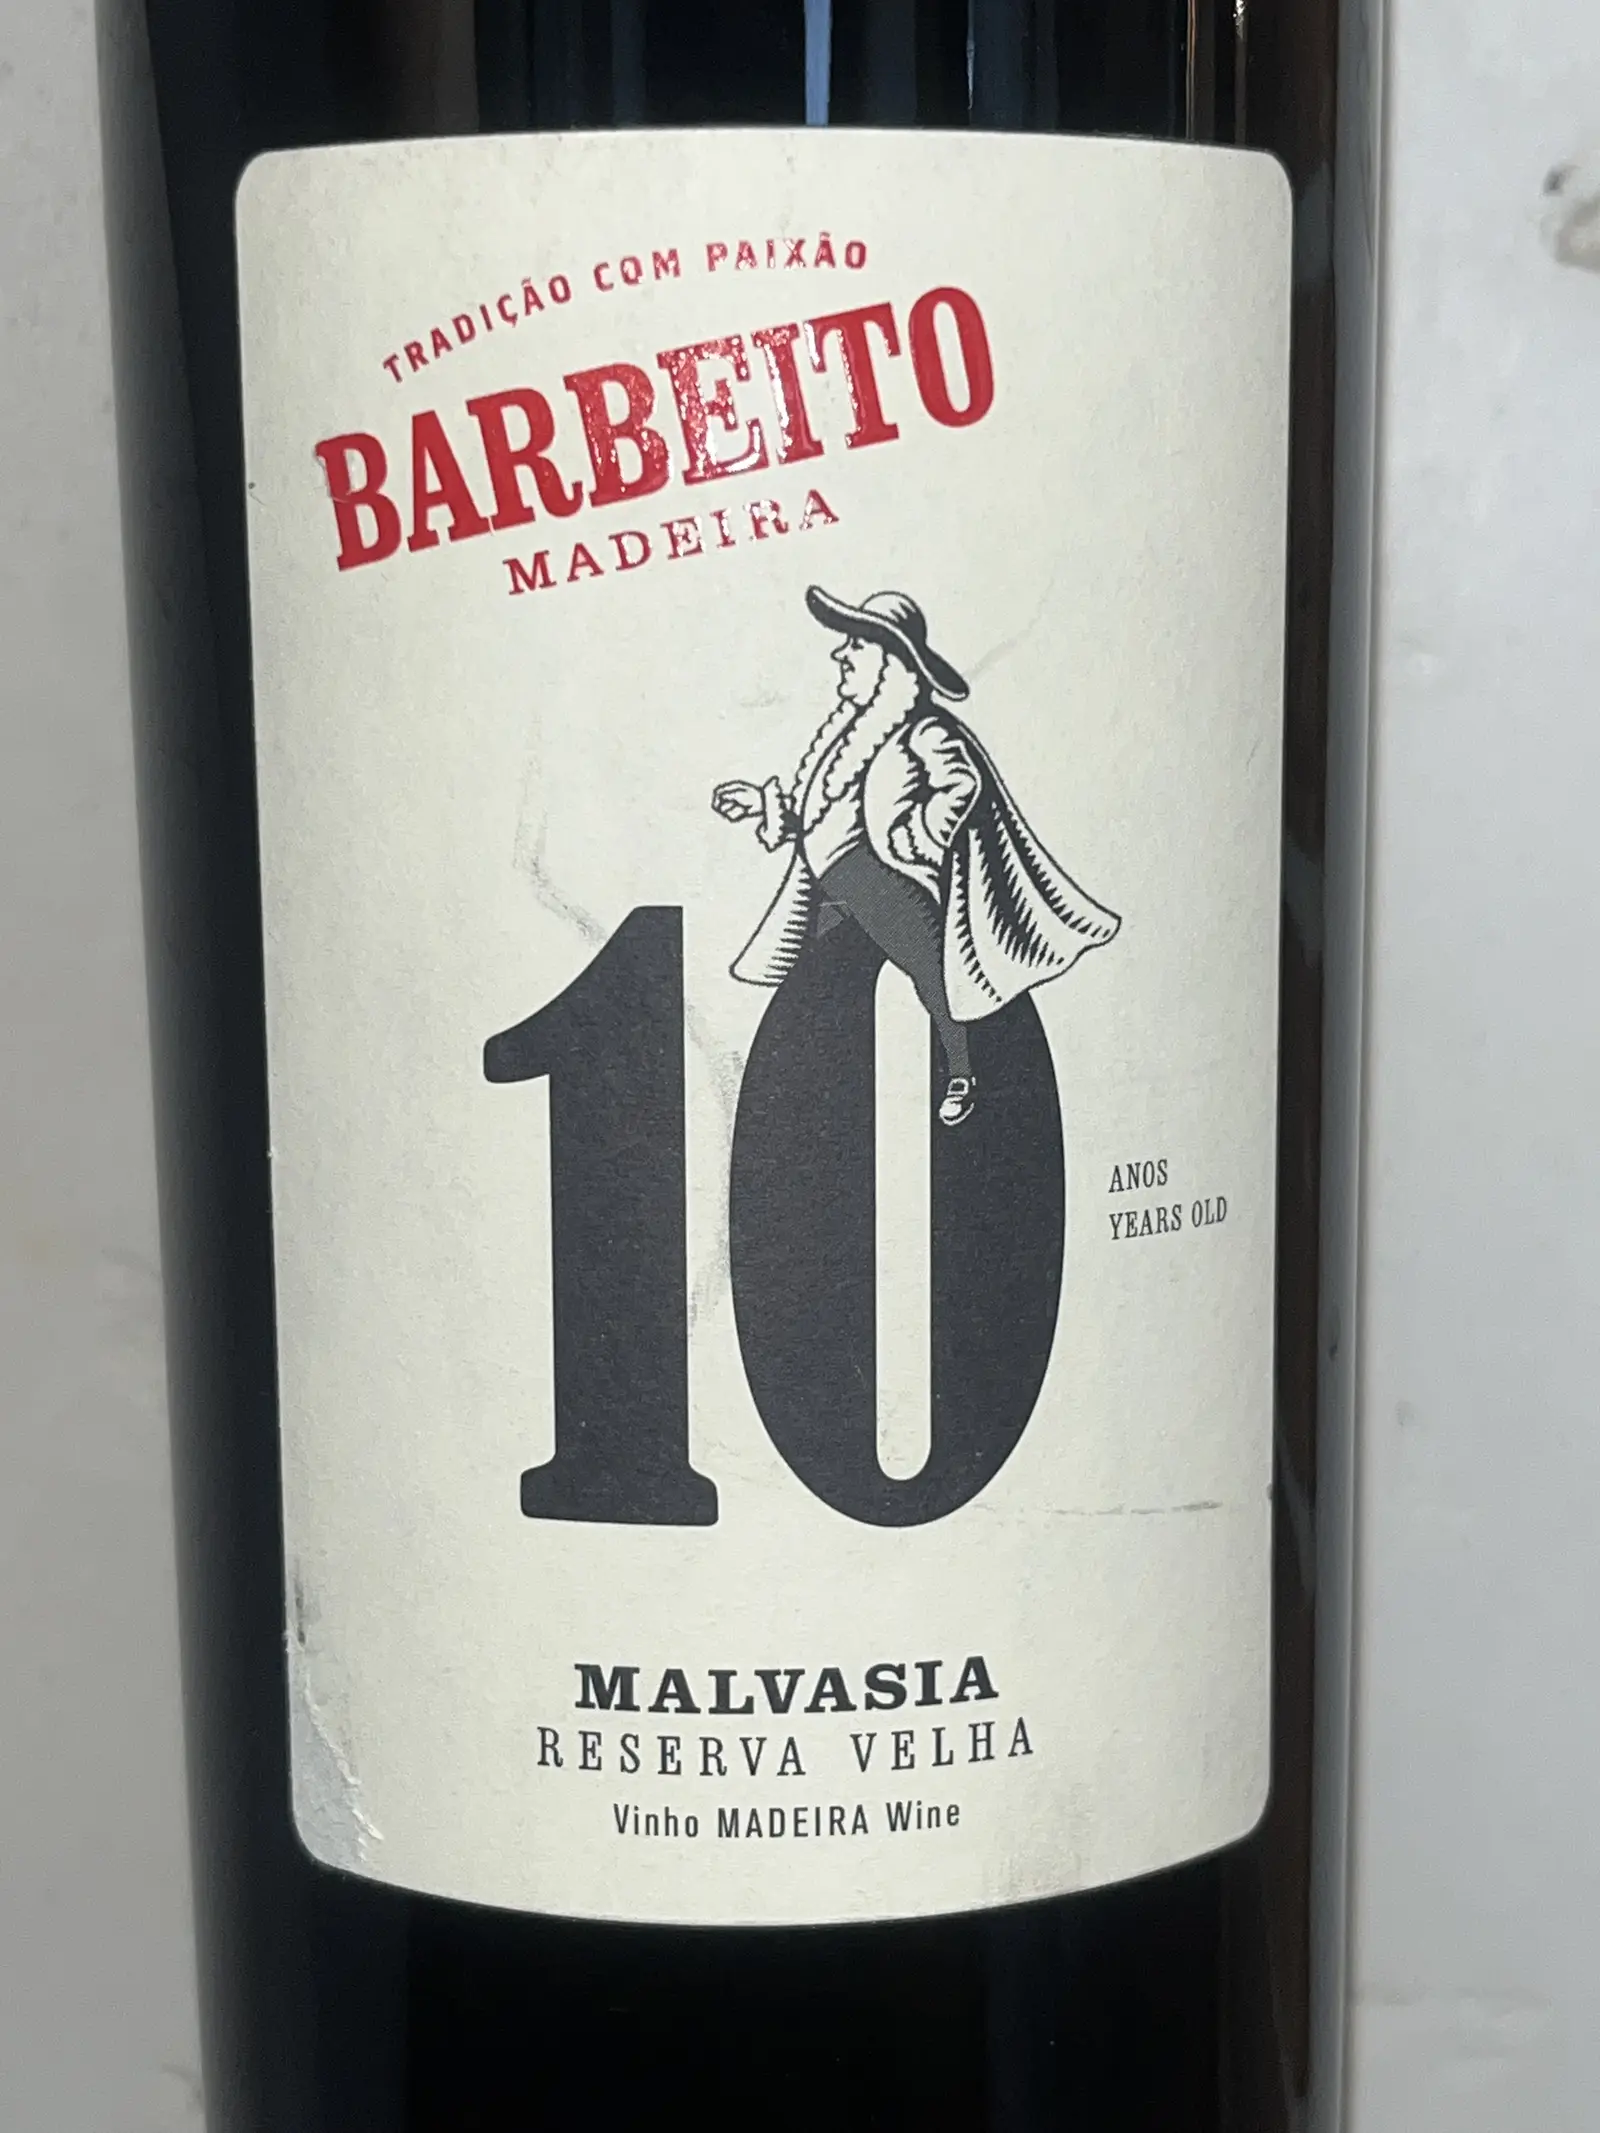 TRADIÇÃO COM PAIXÃO
BARBEITO
MADEIRA
10
ANOS
YEARS OLD
MALVASIA
RESERVA VELHA
Vinho MADEIRA Wine